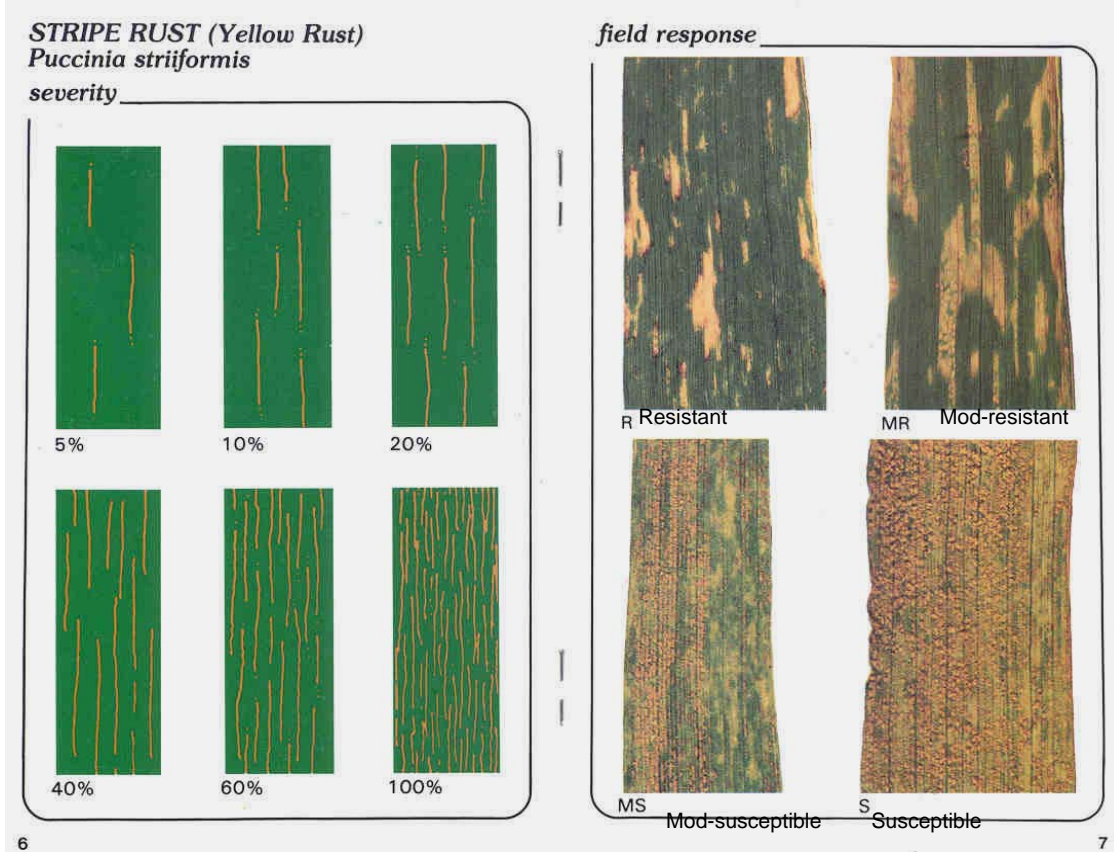 STRIPE RUST (Yellow Rust)
Puccinia striiformis
severity
5%
10%
20%
40%
60%
100%
6
field response
R Resistant
MR Mod-resistant
MS Mod-susceptible
S Susceptible
7